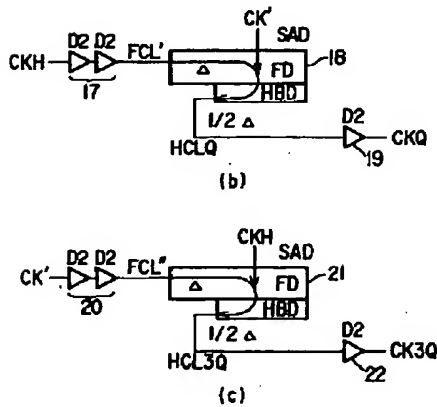 CK' SAD
D2 D2 FCL' 18
CKH Δ FD
17 HBD
1/2 Δ D2
HCLQ CKQ
19
(b)
CKH SAD
D2 D2 FCL" 21
CK' Δ FD
20 HBD
1/2 Δ D2
HCL3Q CK3Q
22
(c)